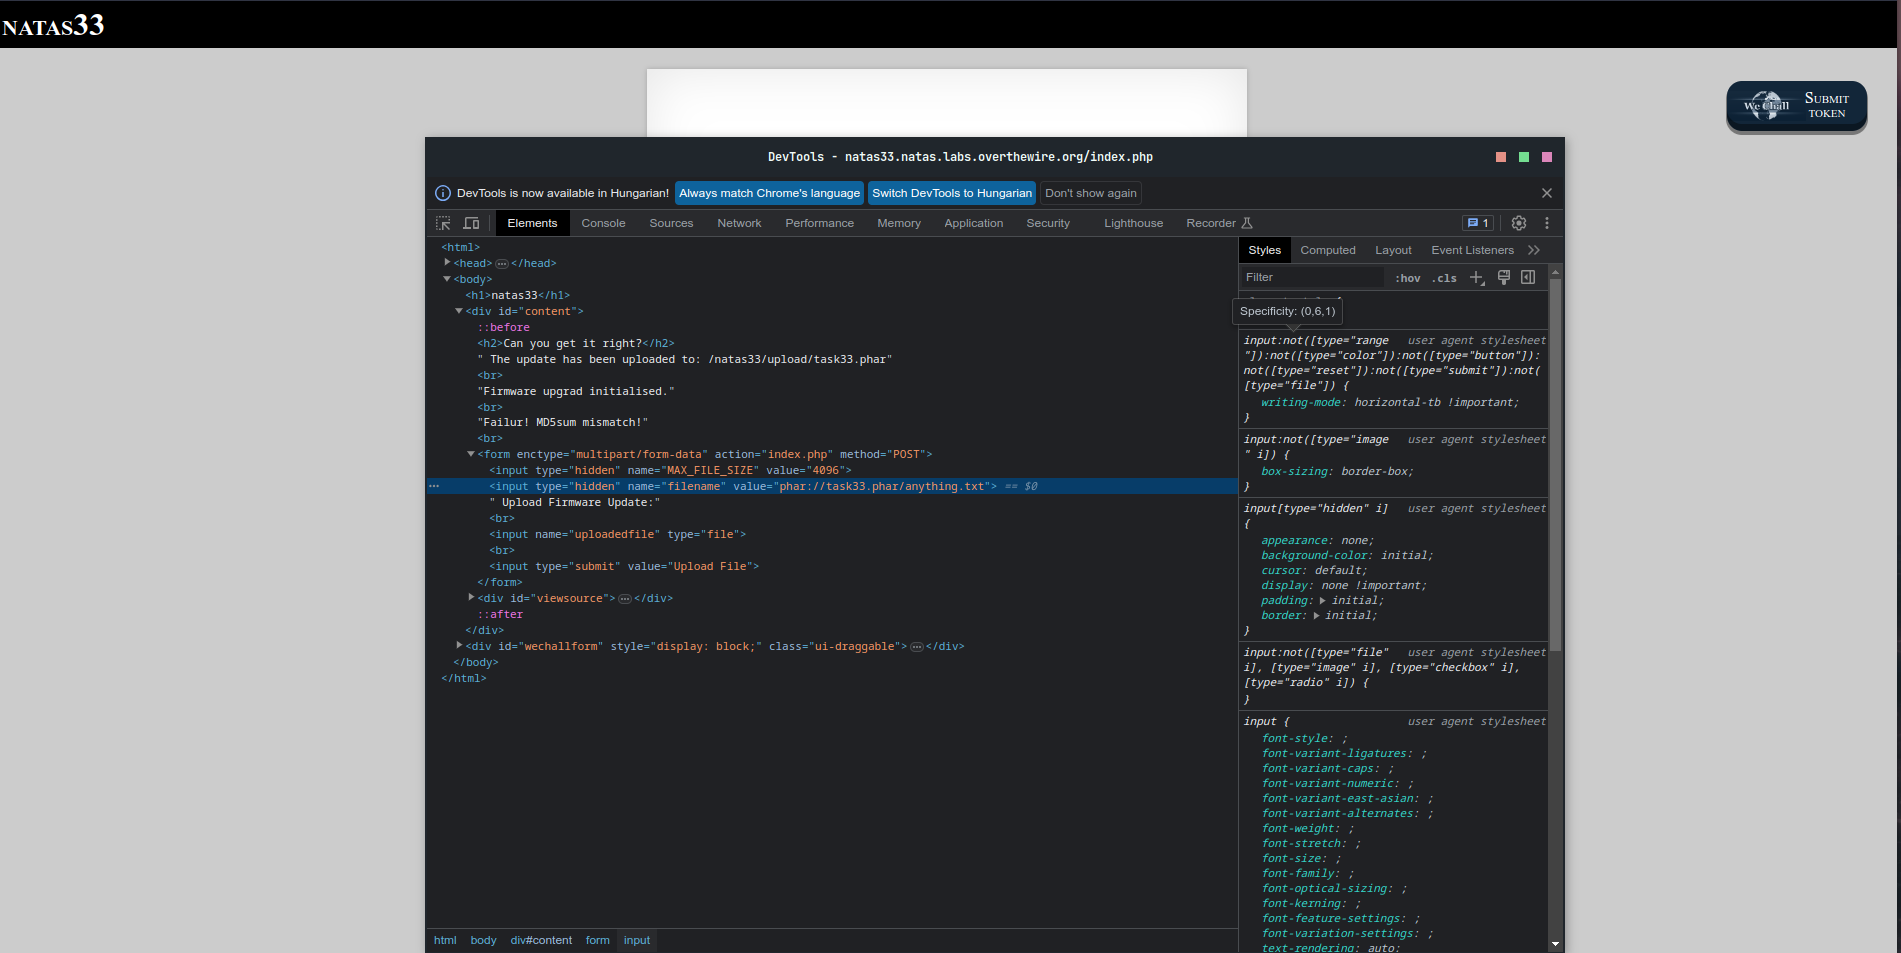 NATAS33
We Chall
SUBMIT
TOKEN
DevTools - natas33.natas.labs.overthewire.org/index.php
DevTools is now available in Hungarian! Always match Chrome's language Switch DevTools to Hungarian Don't show again
Elements Console Sources Network Performance Memory Application Security Lighthouse Recorder 1
<html>
<head> ··· </head>
<body>
<h1>natas33</h1>
<div id="content">
::before
<h2>Can you get it right?</h2>
" The update has been uploaded to: /natas33/upload/task33.phar"
<br>
"Firmware upgrad initialised."
<br>
"Failur! MD5sum mismatch!"
<br>
<form enctype="multipart/form-data" action="index.php" method="POST">
<input type="hidden" name="MAX_FILE_SIZE" value="4096">
<input type="hidden" name="filename" value="phar://task33.phar/anything.txt"> == $0
" Upload Firmware Update:"
<br>
<input name="uploadedfile" type="file">
<br>
<input type="submit" value="Upload File">
</form>
<div id="viewsource"> ··· </div>
::after
</div>
<div id="wechallform" style="display: block;" class="ui-draggable"> ··· </div>
</body>
</html>
html body div#content form input
Styles Computed Layout Event Listeners
Filter :hov .cls
Specificity: (0,6,1)
input:not([type="range user agent stylesheet
"]):not([type="color"]):not([type="button"]):
not([type="reset"]):not([type="submit"]):not(
[type="file"]) {
writing-mode: horizontal-tb !important;
}
input:not([type="image user agent stylesheet
" i]) {
box-sizing: border-box;
}
input[type="hidden" i] user agent stylesheet
{
appearance: none;
background-color: initial;
cursor: default;
display: none !important;
padding: initial;
border: initial;
}
input:not([type="file" user agent stylesheet
i], [type="image" i], [type="checkbox" i],
[type="radio" i]) {
}
input { user agent stylesheet
font-style: ;
font-variant-ligatures: ;
font-variant-caps: ;
font-variant-numeric: ;
font-variant-east-asian: ;
font-variant-alternates: ;
font-weight: ;
font-stretch: ;
font-size: ;
font-family: ;
font-optical-sizing: ;
font-kerning: ;
font-feature-settings: ;
font-variation-settings: ;
text-rendering: auto;